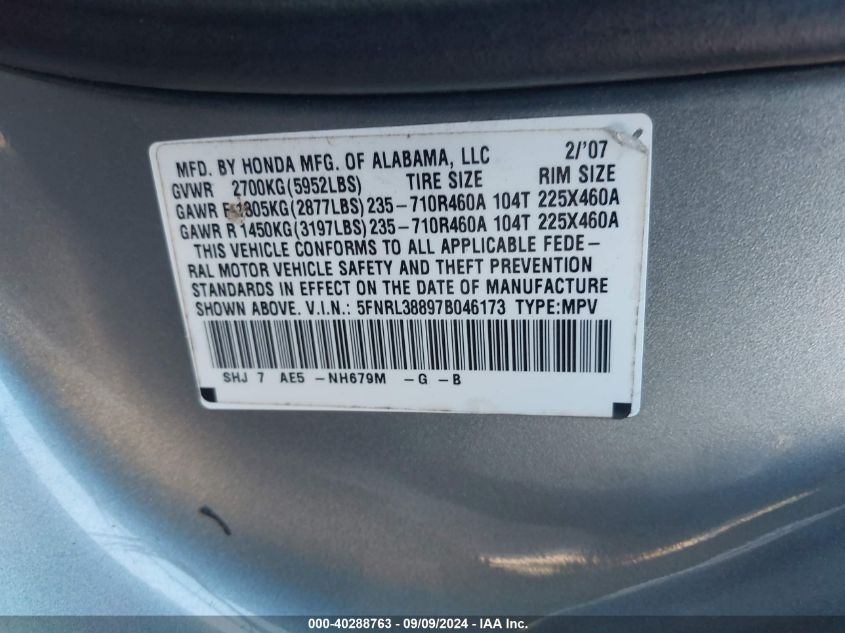 MFD. BY HONDA MFG. OF ALABAMA, LLC 2/'07
GVWR 2700KG(5952LBS) TIRE SIZE RIM SIZE
GAWR F 1305KG(2877LBS) 235-710R460A 104T 225X460A
GAWR R 1450KG(3197LBS) 235-710R460A 104T 225X460A
THIS VEHICLE CONFORMS TO ALL APPLICABLE FEDE-
RAL MOTOR VEHICLE SAFETY AND THEFT PREVENTION
STANDARDS IN EFFECT ON THE DATE OF MANUFACTURE
SHOWN ABOVE. V.I.N.: 5FNRL38897B046173 TYPE:MPV
SHJ 7 AE5 -NH679M -G -B
000-40288763 - 09/09/2024 - IAA Inc.